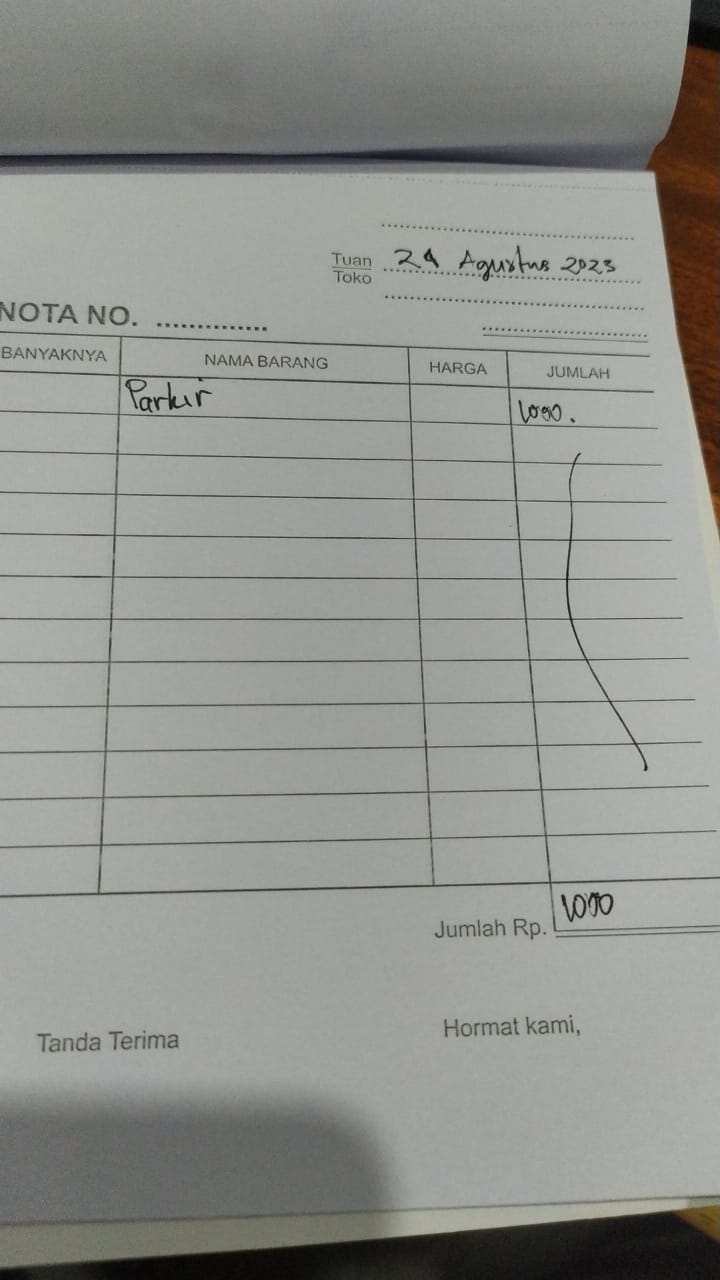 24 Agustus 2023
Tuan
Toko
NOTA NO. ..............
BANYAKNYA NAMA BARANG HARGA JUMLAH
Parkir 1000.
Jumlah Rp. 1000
Tanda Terima Hormat kami,